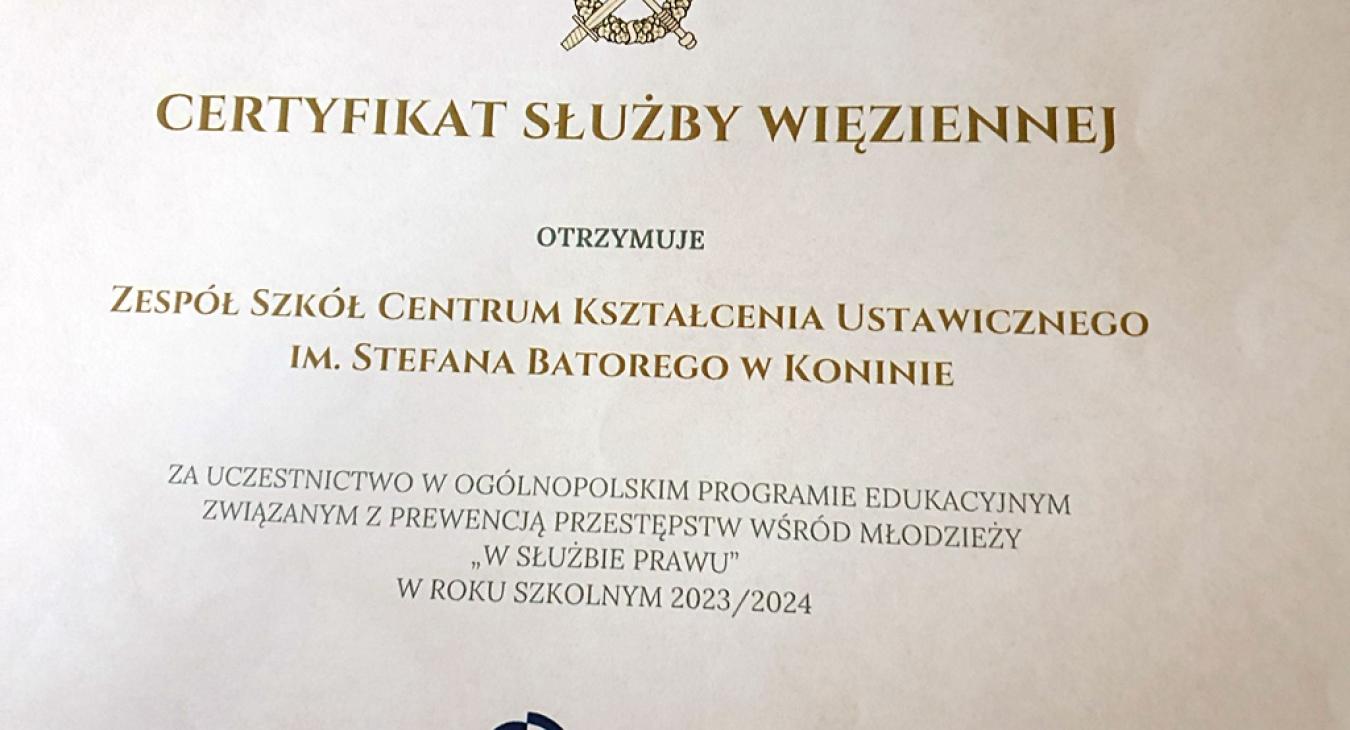 CERTYFIKAT SŁUŻBY WIĘZIENNEJ
OTRZYMUJE
ZESPÓŁ SZKÓŁ CENTRUM KSZTAŁCENIA USTAWICZNEGO
IM. STEFANA BATOREGO W KONINIE
ZA UCZESTNICTWO W OGÓLNOPOLSKIM PROGRAMIE EDUKACYJNYM
ZWIĄZANYM Z PREWENCJĄ PRZESTĘPSTW WŚRÓD MŁODZIEŻY
„W SŁUŻBIE PRAWU”
W ROKU SZKOLNYM 2023/2024